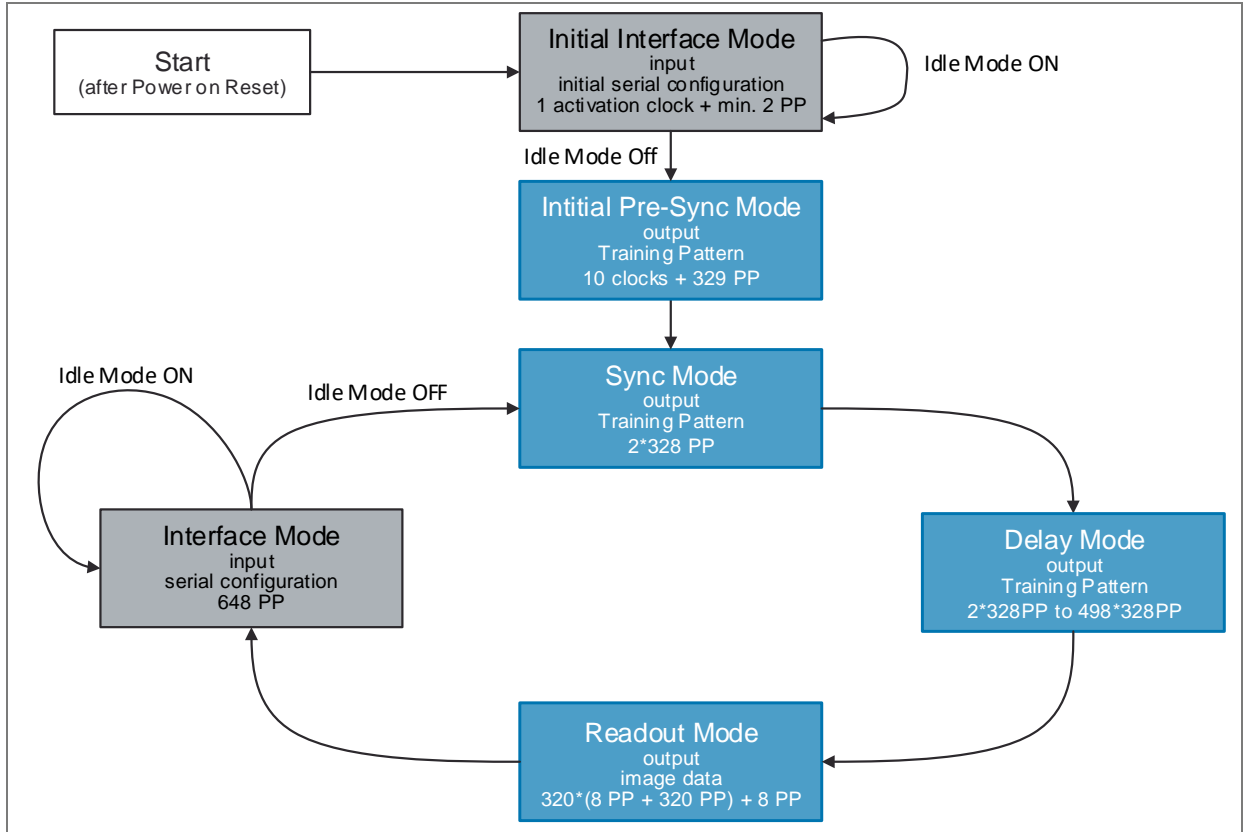 Start
(after Power on Reset)
Initial Interface Mode
input
initial serial configuration
1 activation clock + min. 2 PP
Idle Mode ON
Idle Mode Off
Intitial Pre-Sync Mode
output
Training Pattern
10 clocks + 329 PP
Idle Mode ON
Idle Mode OFF
Sync Mode
output
Training Pattern
2*328 PP
Interface Mode
input
serial configuration
648 PP
Delay Mode
output
Training Pattern
2*328PP to 498*328PP
Readout Mode
output
image data
320*(8 PP + 320 PP) + 8 PP